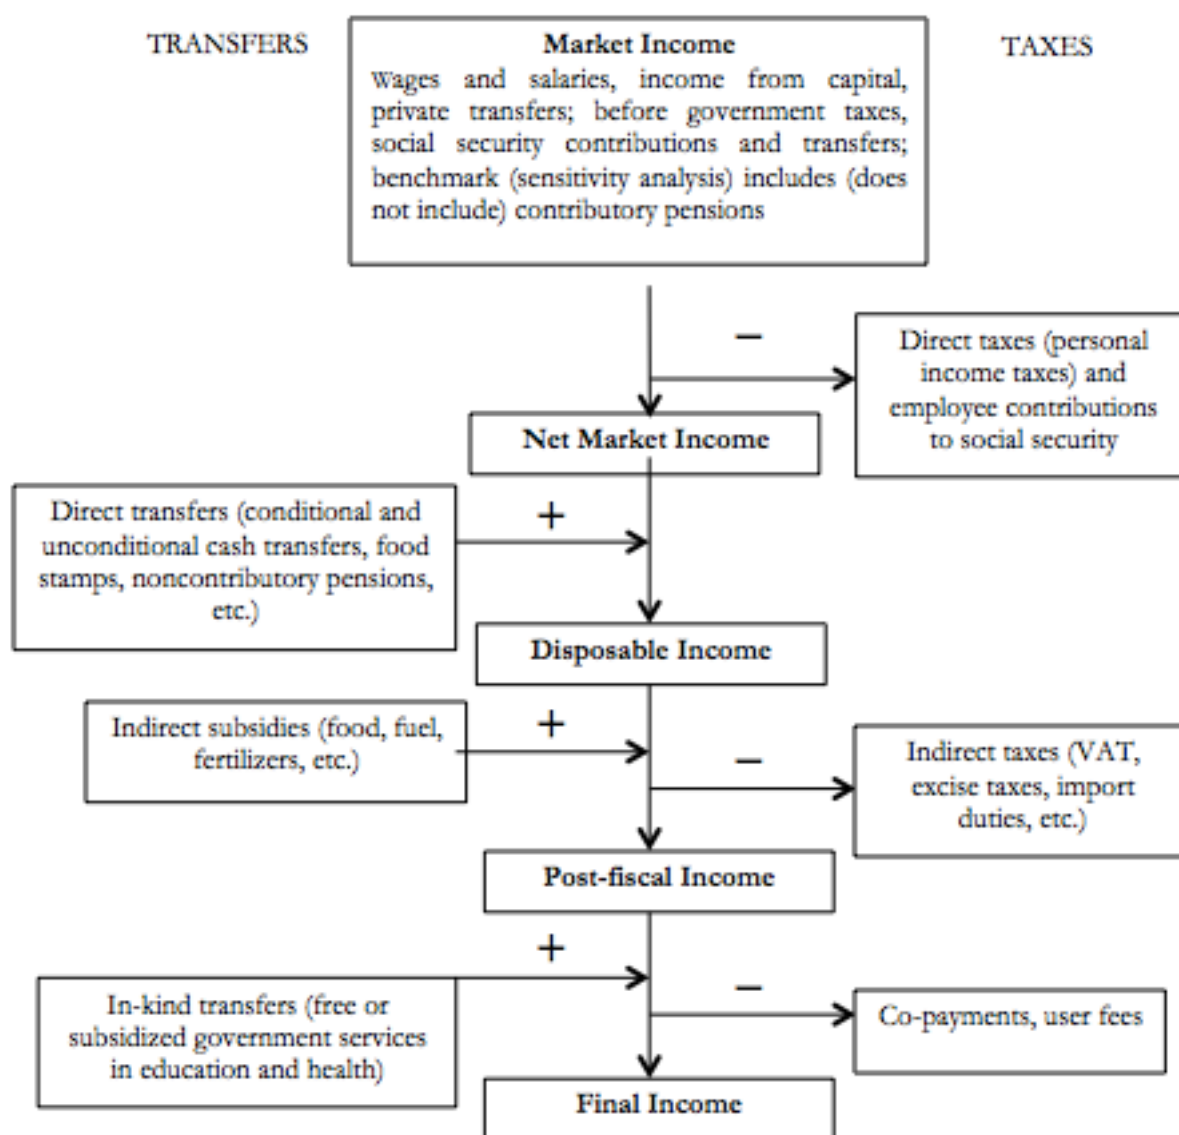 TRANSFERS
Market Income
TAXES
Wages and salaries, income from capital,
private transfers; before government taxes,
social security contributions and transfers;
benchmark (sensitivity analysis) includes (does
not include) contributory pensions
−
Direct taxes (personal
income taxes) and
employee contributions
to social security
Net Market Income
Direct transfers (conditional and
unconditional cash transfers, food
stamps, noncontributory pensions,
etc.)
+
Disposable Income
Indirect subsidies (food, fuel,
fertilizers, etc.)
+
−
Indirect taxes (VAT,
excise taxes, import
duties, etc.)
Post-fiscal Income
+
In-kind transfers (free or
subsidized government services
in education and health)
−
Co-payments, user fees
Final Income